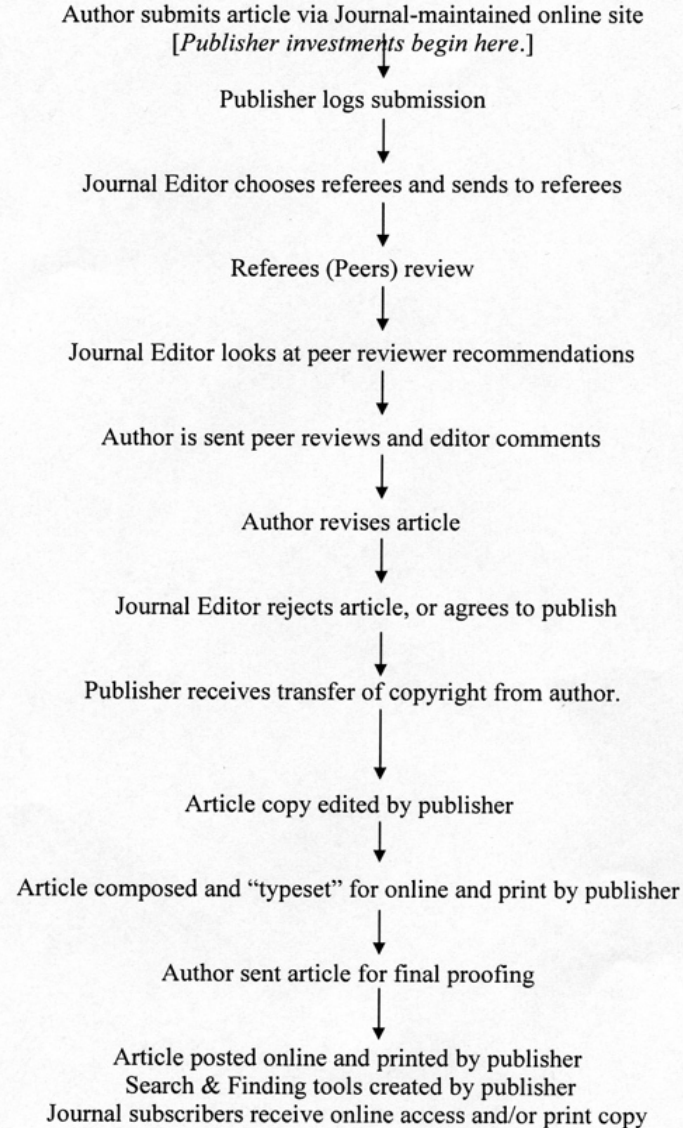 Author submits article via Journal-maintained online site
[Publisher investments begin here.]
Publisher logs submission
Journal Editor chooses referees and sends to referees
Referees (Peers) review
Journal Editor looks at peer reviewer recommendations
Author is sent peer reviews and editor comments
Author revises article
Journal Editor rejects article, or agrees to publish
Publisher receives transfer of copyright from author.
Article copy edited by publisher
Article composed and “typeset” for online and print by publisher
Author sent article for final proofing
Article posted online and printed by publisher
Search & Finding tools created by publisher
Journal subscribers receive online access and/or print copy